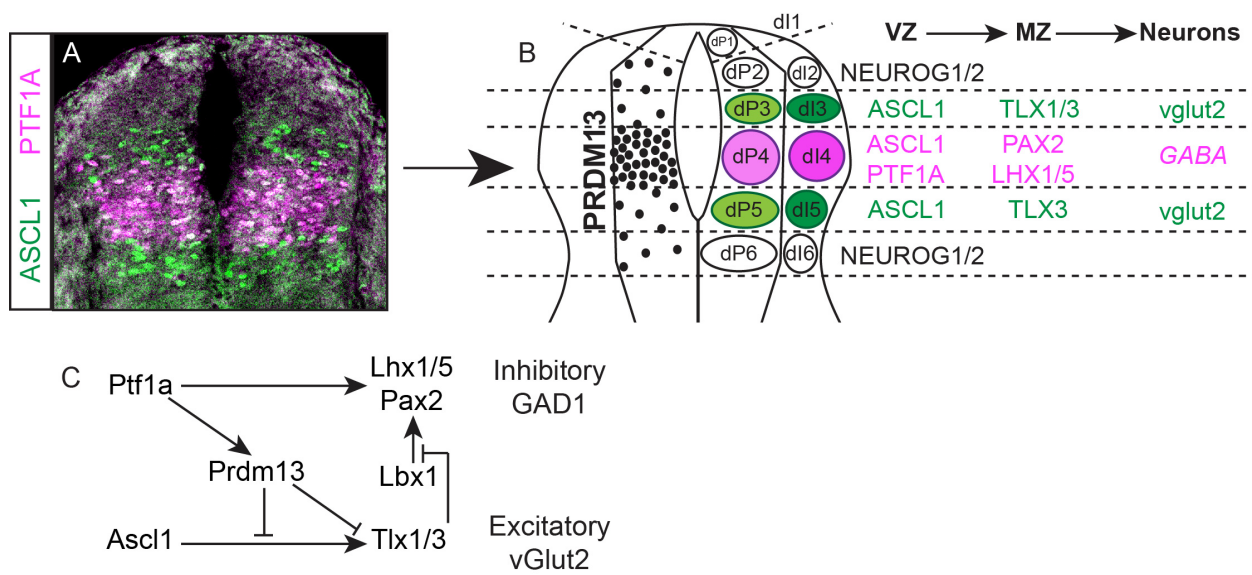 A
PTF1A
ASCL1
B
dI1
VZ MZ Neurons
dP1
dP2 dI2 NEUROG1/2
dP3 dI3 ASCL1 TLX1/3 vglut2
PRDM13
dP4 dI4 ASCL1 PAX2 GABA
PTF1A LHX1/5
dP5 dI5 ASCL1 TLX3 vglut2
dP6 dI6 NEUROG1/2
C
Ptf1a Lhx1/5 Inhibitory
Pax2 GAD1
Prdm13 Lbx1
Ascl1 Tlx1/3 Excitatory
vGlut2